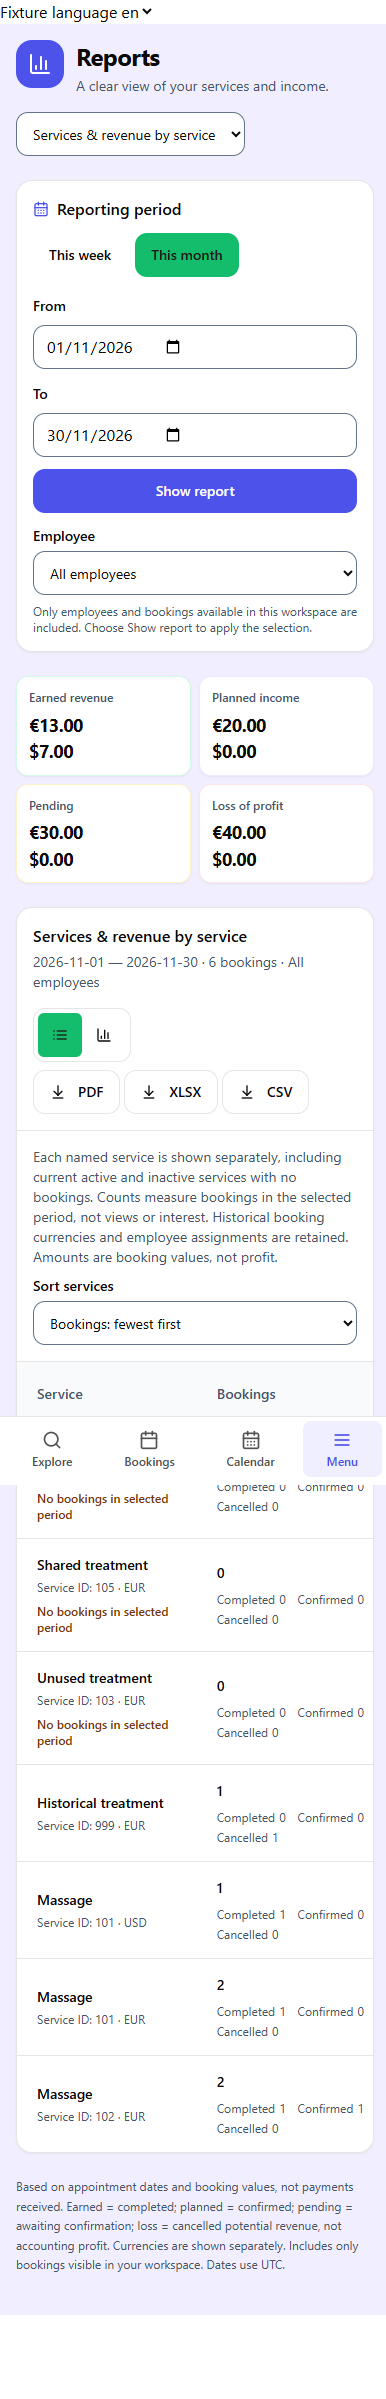 Fixture language en
Reports
A clear view of your services and income.
Services & revenue by service
Reporting period
This week
This month
From
01/11/2026
To
30/11/2026
Show report
Employee
All employees
Only employees and bookings available in this workspace are
included. Choose Show report to apply the selection.
Earned revenue
€13.00
$7.00
Planned income
€20.00
$0.00
Pending
€30.00
$0.00
Loss of profit
€40.00
$0.00
Services & revenue by service
2026-11-01 — 2026-11-30 · 6 bookings · All
employees
PDF
XLSX
CSV
Each named service is shown separately, including
current active and inactive services with no
bookings. Counts measure bookings in the selected
period, not views or interest. Historical booking
currencies and employee assignments are retained.
Amounts are booking values, not profit.
Sort services
Bookings: fewest first
Service
Bookings
Explore
Bookings
Calendar
Menu
No bookings in selected
period
Completed 0 Confirmed 0
Cancelled 0
Shared treatment
Service ID: 105 · EUR
No bookings in selected
period
0
Completed 0 Confirmed 0
Cancelled 0
Unused treatment
Service ID: 103 · EUR
No bookings in selected
period
0
Completed 0 Confirmed 0
Cancelled 0
Historical treatment
Service ID: 999 · EUR
1
Completed 0 Confirmed 0
Cancelled 1
Massage
Service ID: 101 · USD
1
Completed 1 Confirmed 0
Cancelled 0
Massage
Service ID: 101 · EUR
2
Completed 1 Confirmed 0
Cancelled 0
Massage
Service ID: 102 · EUR
2
Completed 1 Confirmed 1
Cancelled 0
Based on appointment dates and booking values, not payments
received. Earned = completed; planned = confirmed; pending =
awaiting confirmation; loss = cancelled potential revenue, not
accounting profit. Currencies are shown separately. Includes only
bookings visible in your workspace. Dates use UTC.